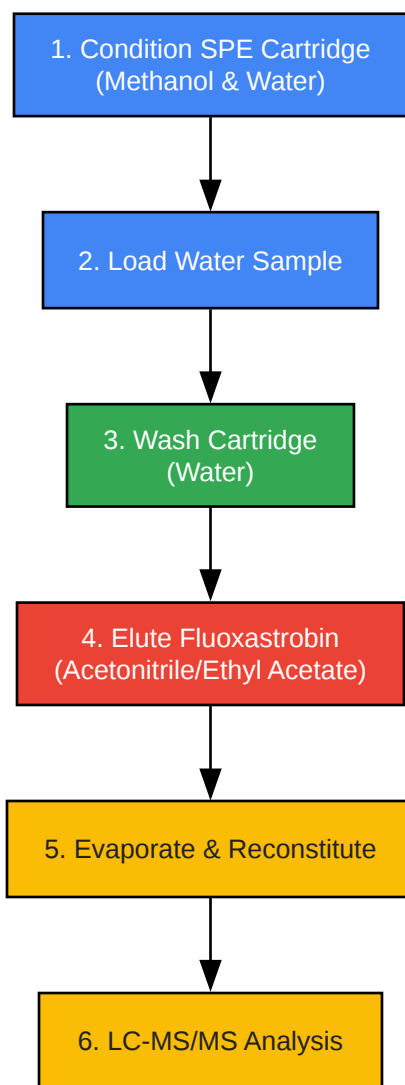 1. Condition SPE Cartridge
(Methanol & Water)
2. Load Water Sample
3. Wash Cartridge
(Water)
4. Elute Fluoxastrobin
(Acetonitrile/Ethyl Acetate)
5. Evaporate & Reconstitute
6. LC-MS/MS Analysis